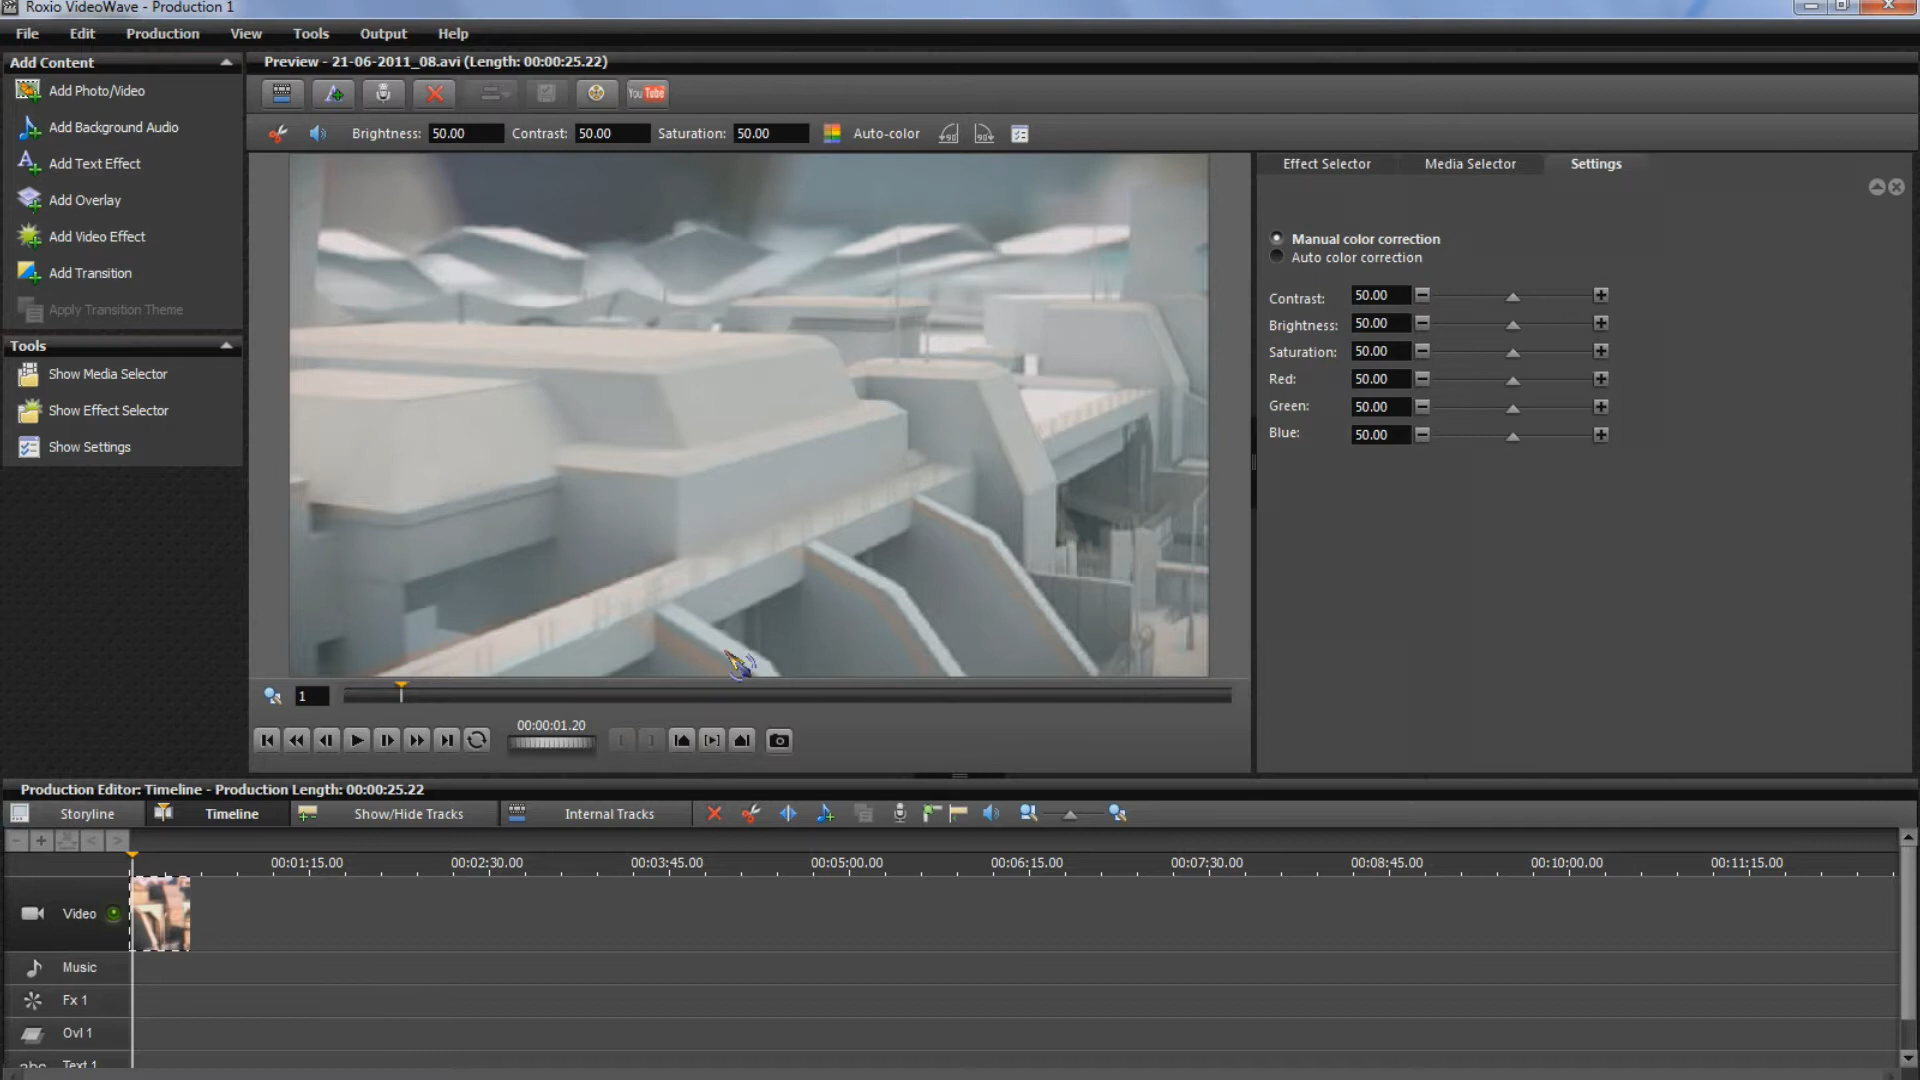 Roxio VideoWave - Production 1
File Edit Production View Tools Output Help
Add Content
Add Photo/Video
Add Background Audio
Add Text Effect
Add Overlay
Add Video Effect
Add Transition
Apply Transition Theme
Tools
Show Media Selector
Show Effect Selector
Show Settings
Preview - 21-06-2011_08.avi (Length: 00:00:25.22)
You Tube
Brightness: 50.00 Contrast: 50.00 Saturation: 50.00 Auto-color 90 90
Effect Selector Media Selector Settings
Manual color correction
Auto color correction
Contrast: 50.00
Brightness: 50.00
Saturation: 50.00
Red: 50.00
Green: 50.00
Blue: 50.00
1
00:00:01.20
Production Editor: Timeline - Production Length: 00:00:25.22
Storyline Timeline Show/Hide Tracks Internal Tracks
00:01:15.00 00:02:30.00 00:03:45.00 00:05:00.00 00:06:15.00 00:07:30.00 00:08:45.00 00:10:00.00 00:11:15.00
Video
Music
Fx 1
Ovl 1
abc Text 1